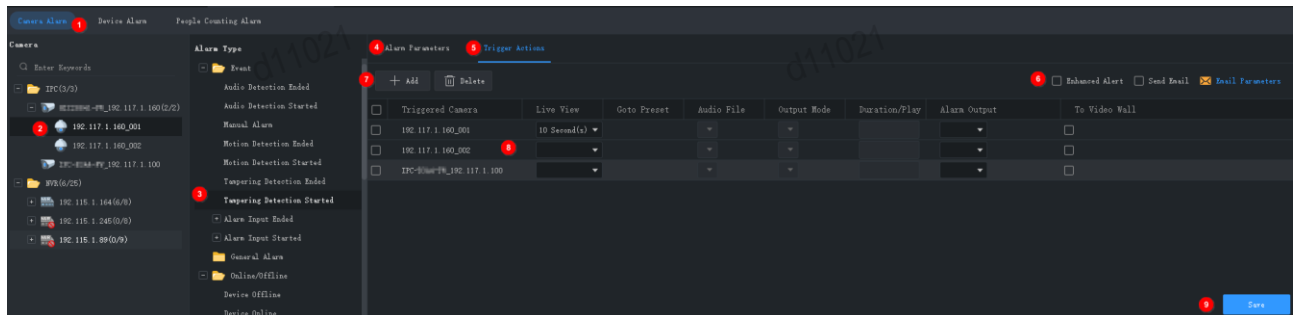 Camera Alarm 1 Device Alarm People Counting Alarm
Camera
Enter Keywords
IPC(3/3)
_192.117.1.160(2/2)
2 192.117.1.160_001
192.117.1.160_002
_192.117.1.100
NVR(6/25)
192.115.1.164(6/8)
192.115.1.245(0/8)
192.115.1.89(0/9)
Alarm Type
Event
Audio Detection Ended
Audio Detection Started
Manual Alarm
Motion Detection Ended
Motion Detection Started
Tampering Detection Ended
3 Tampering Detection Started
Alarm Input Ended
Alarm Input Started
General Alarm
Online/Offline
Device Offline
Device Online
d11021
4 Alarm Parameters 5 Trigger Actions
d11021
7 + Add Delete 6 Enhanced Alert Send Email Email Parameters
Triggered Camera Live View Goto Preset Audio File Output Mode Duration/Play Alarm Output To Video Wall
192.117.1.160_001 10 Second(s)
192.117.1.160_002 8
_192.117.1.100
9 Save